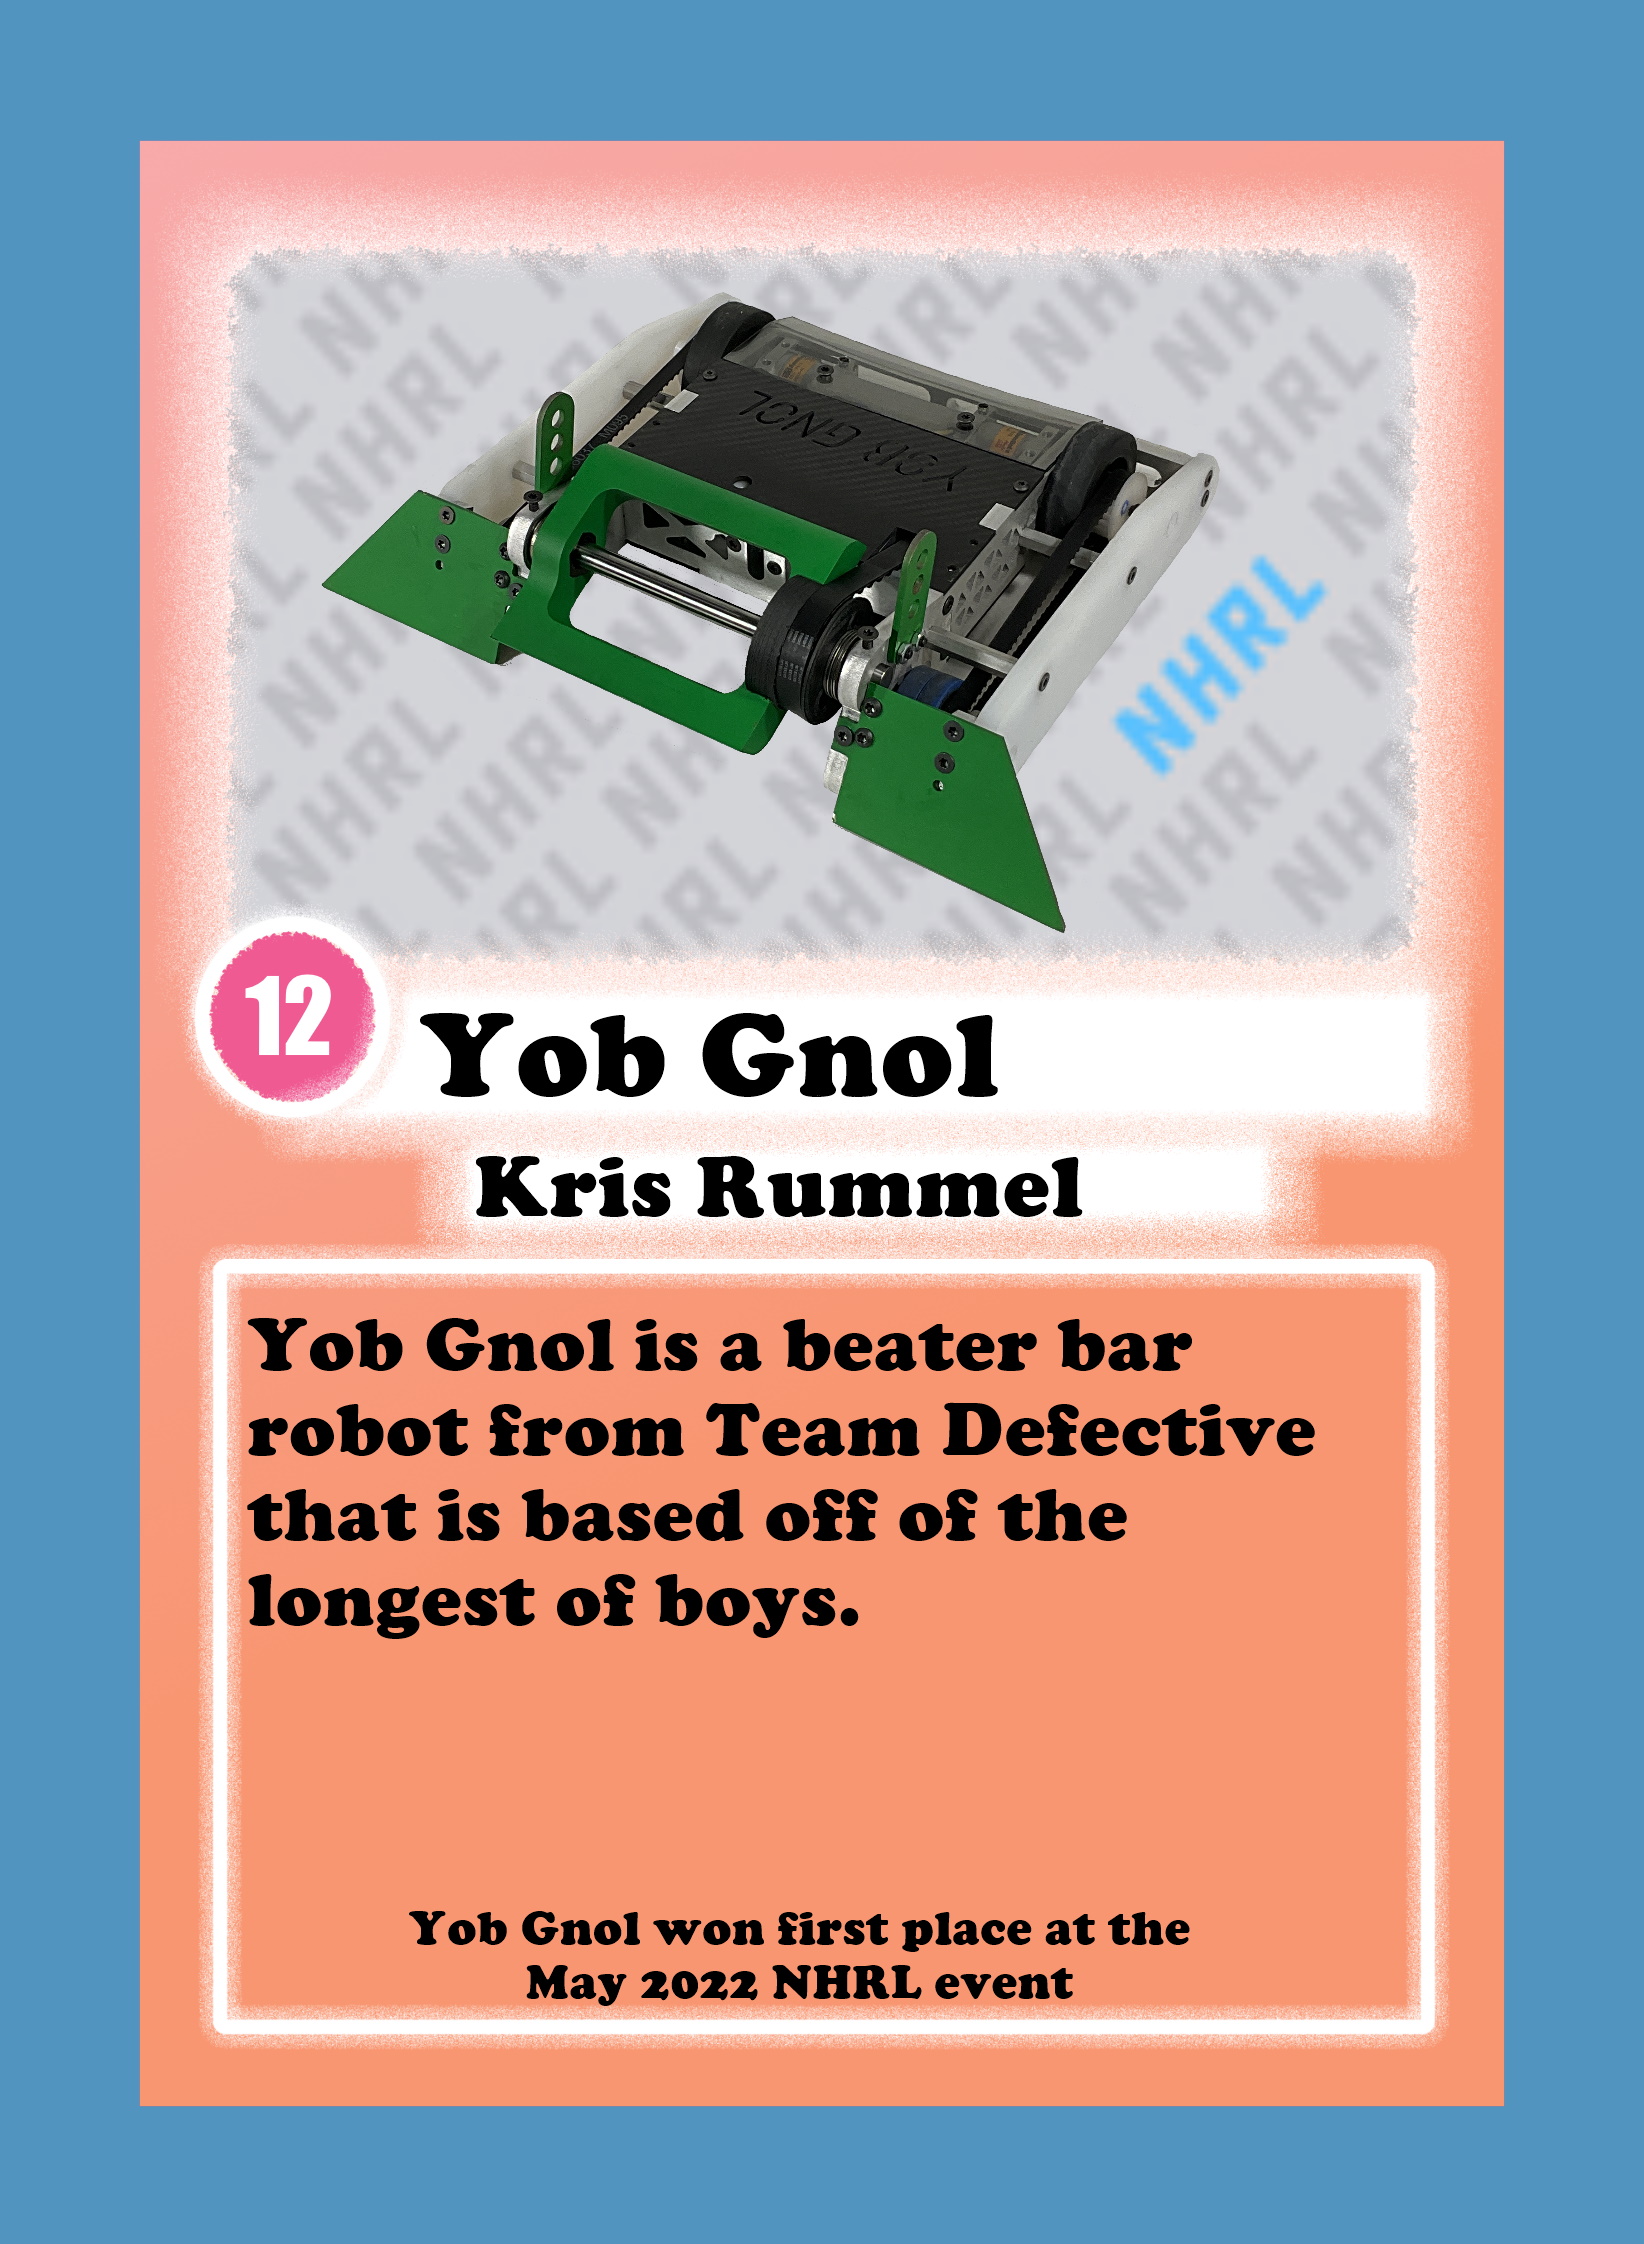 YOB GNOL
NHRL
12
Yob Gnol
Kris Rummel
Yob Gnol is a beater bar
robot from Team Defective
that is based off of the
longest of boys.
Yob Gnol won first place at the
May 2022 NHRL event